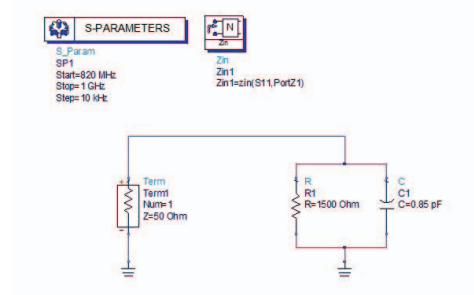 S-PARAMETERS
S_Param
SP1
Start=820 MHz
Stop=1 GHz
Step=10 kHz
N
Zin
Zin
Zin1
Zin1=zin(S11,PortZ1)
+
Term
Term1
Num=1
Z=50 Ohm
-
R
R1
R=1500 Ohm
C
C1
C=0.85 pF